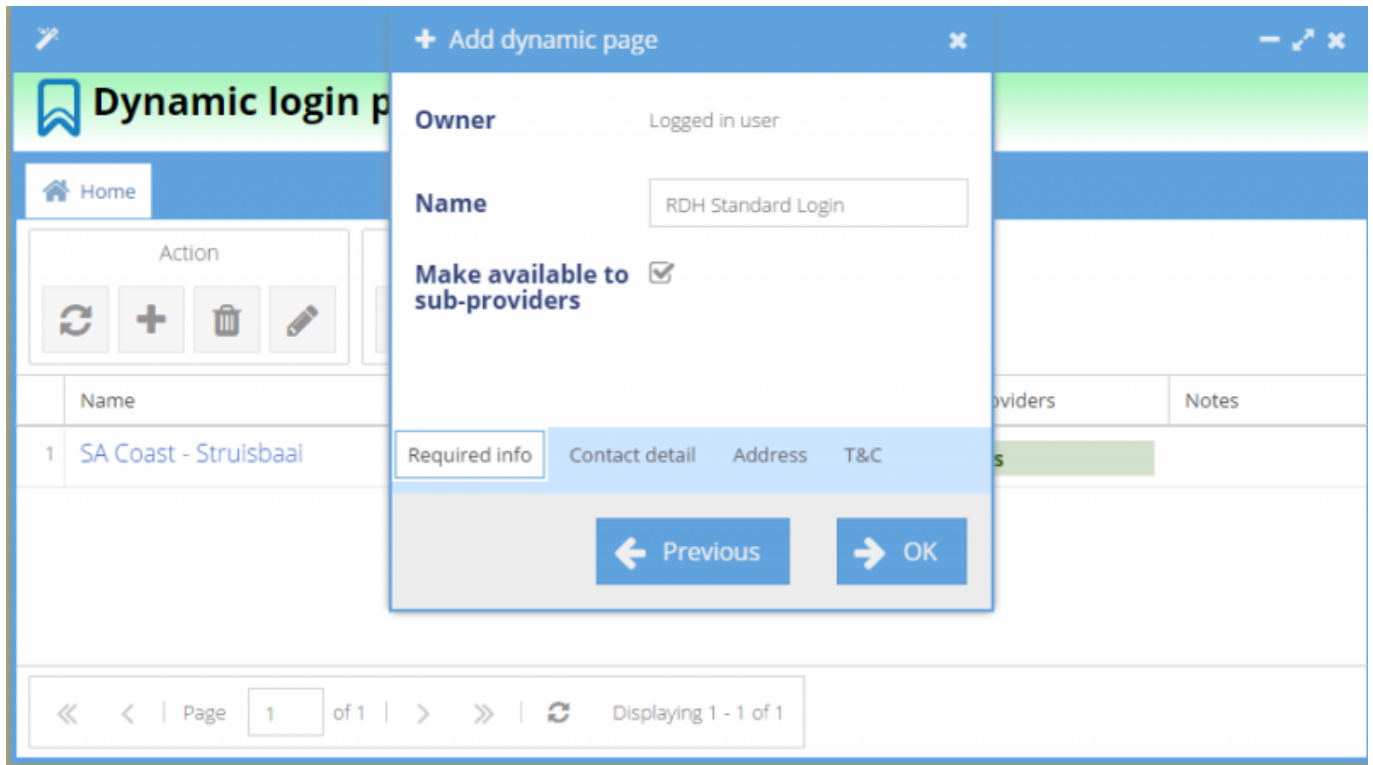 Add dynamic page
Dynamic login p
Owner Logged in user
Home
Name RDH Standard Login
Action
Make available to
sub-providers
Name oviders Notes
1 SA Coast - Struisbaai s
Required info Contact detail Address T&C
Previous OK
Page 1 of 1 Displaying 1 - 1 of 1